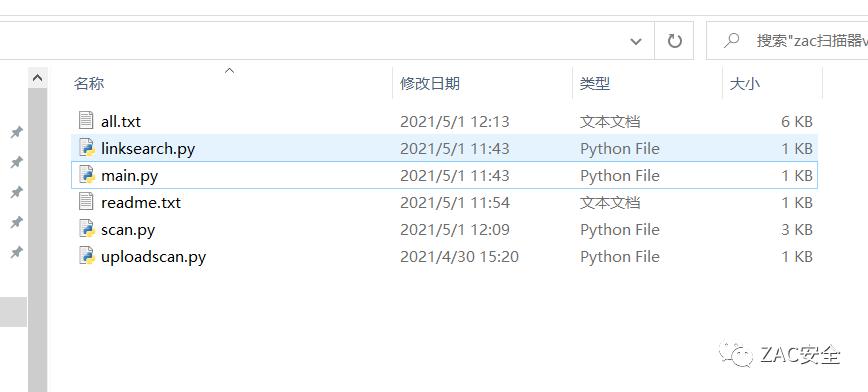 搜索"zac扫描器v
名称 修改日期 类型 大小
all.txt 2021/5/1 12:13 文本文档 6 KB
linksearch.py 2021/5/1 11:43 Python File 1 KB
main.py 2021/5/1 11:43 Python File 1 KB
readme.txt 2021/5/1 11:54 文本文档 1 KB
scan.py 2021/5/1 12:09 Python File 3 KB
uploadscan.py 2021/4/30 15:20 Python File 1 KB
ZAC安全